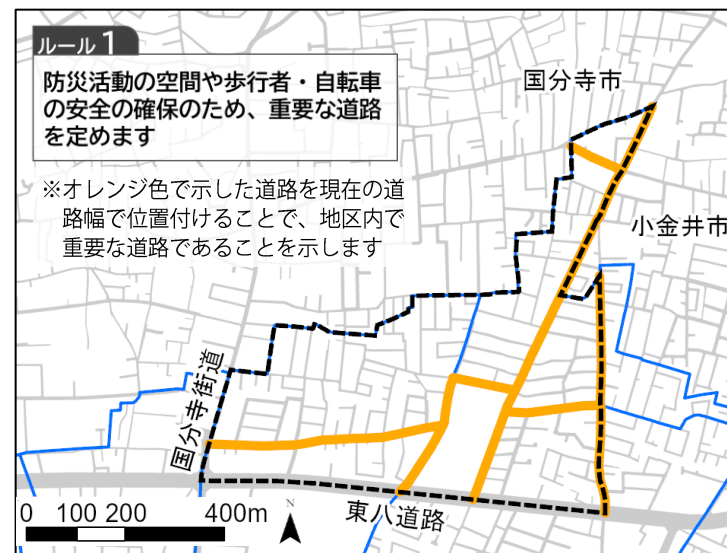 ルール1
防災活動の空間や歩行者・自転車
の安全の確保のため、重要な道路
を定めます
※オレンジ色で示した道路を現在の道
路幅で位置付けることで、地区内で
重要な道路であることを示します
国分寺市
小金井市
国分寺街道
東八道路
0 100 200 400m
N